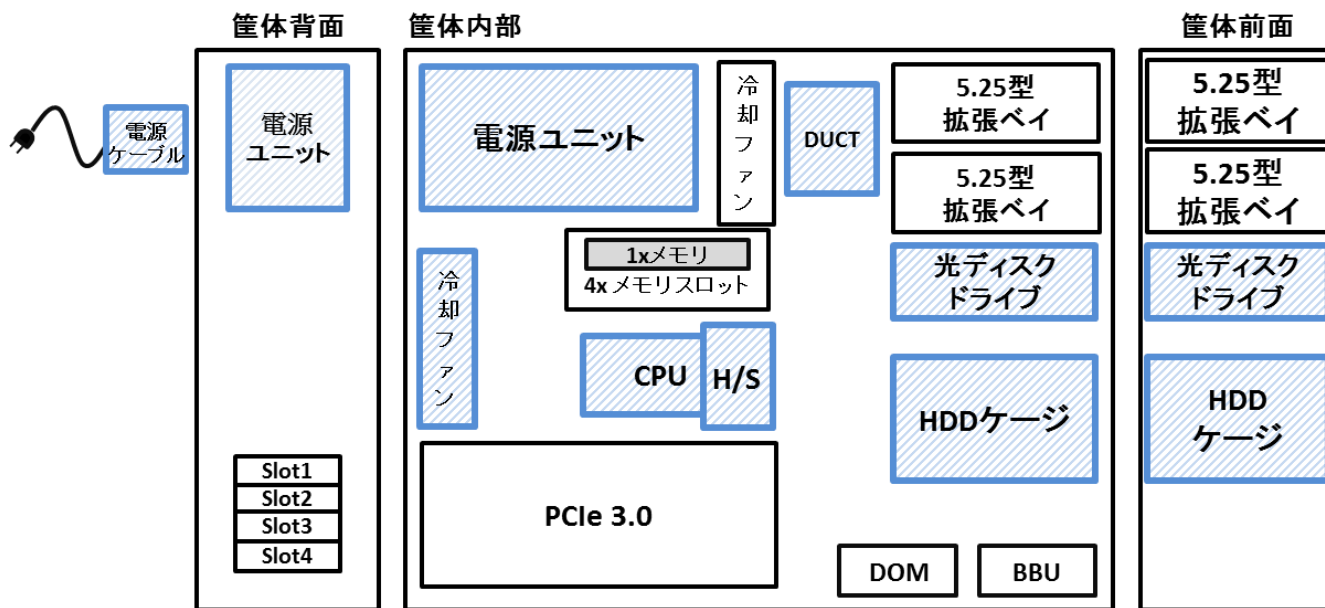 筐体背面
電源
ケーブル
電源
ユニット
Slot1
Slot2
Slot3
Slot4
筐体内部
電源ユニット
冷却ファン
DUCT
5.25型
拡張ベイ
5.25型
拡張ベイ
1xメモリ
4xメモリスロット
冷却ファン
光ディスク
ドライブ
CPU
H/S
HDDケージ
PCIe 3.0
DOM
BBU
筐体前面
5.25型
拡張ベイ
5.25型
拡張ベイ
光ディスク
ドライブ
HDD
ケージ